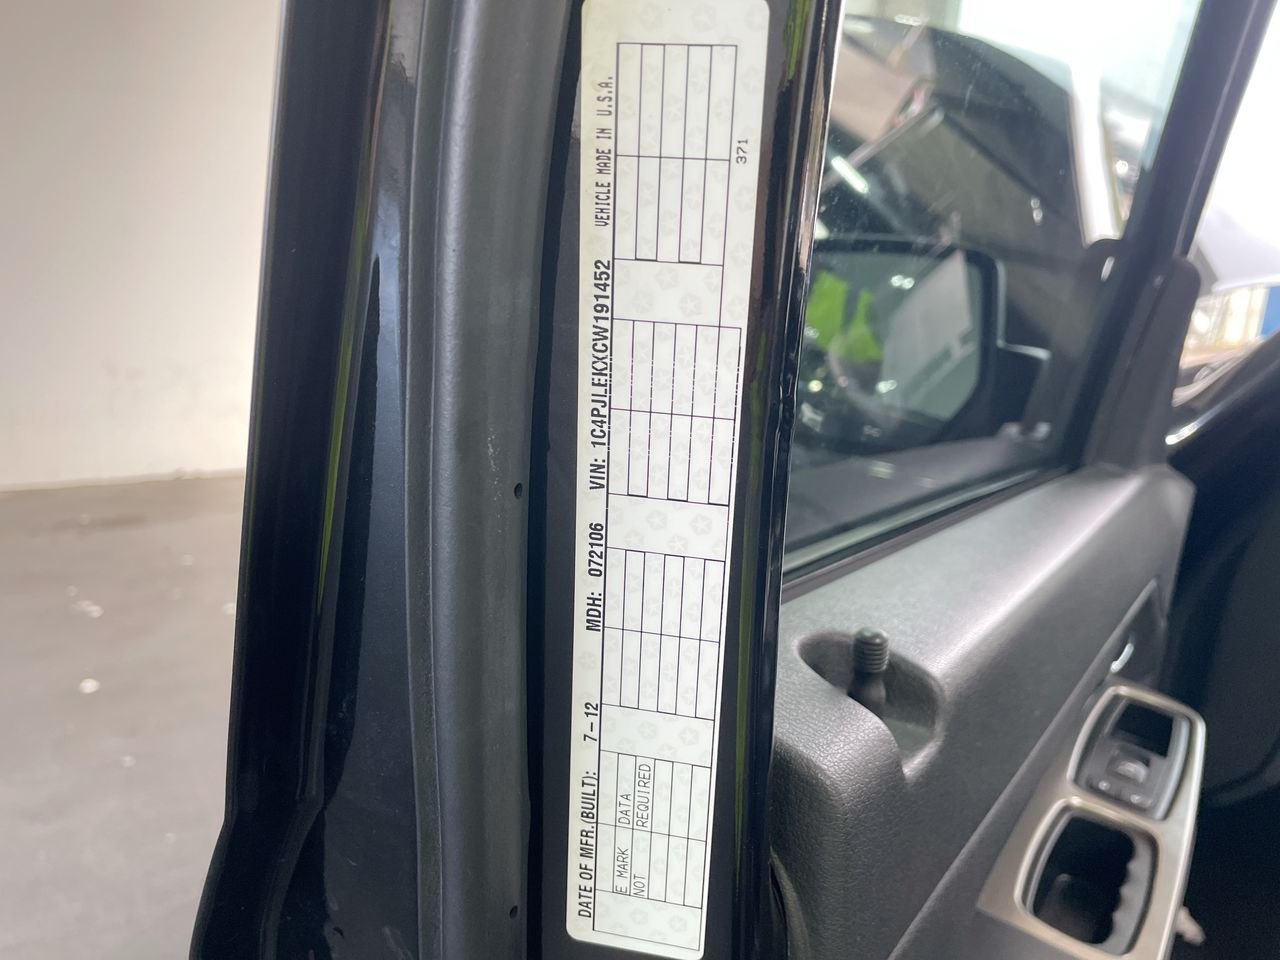 DATE OF MFR.(BUILT): 7-12 MDH: 072106 VIN: 1C4PJLEKXCW191452 VEHICLE MADE IN U.S.A.
E MARK DATA
NOT REQUIRED
371